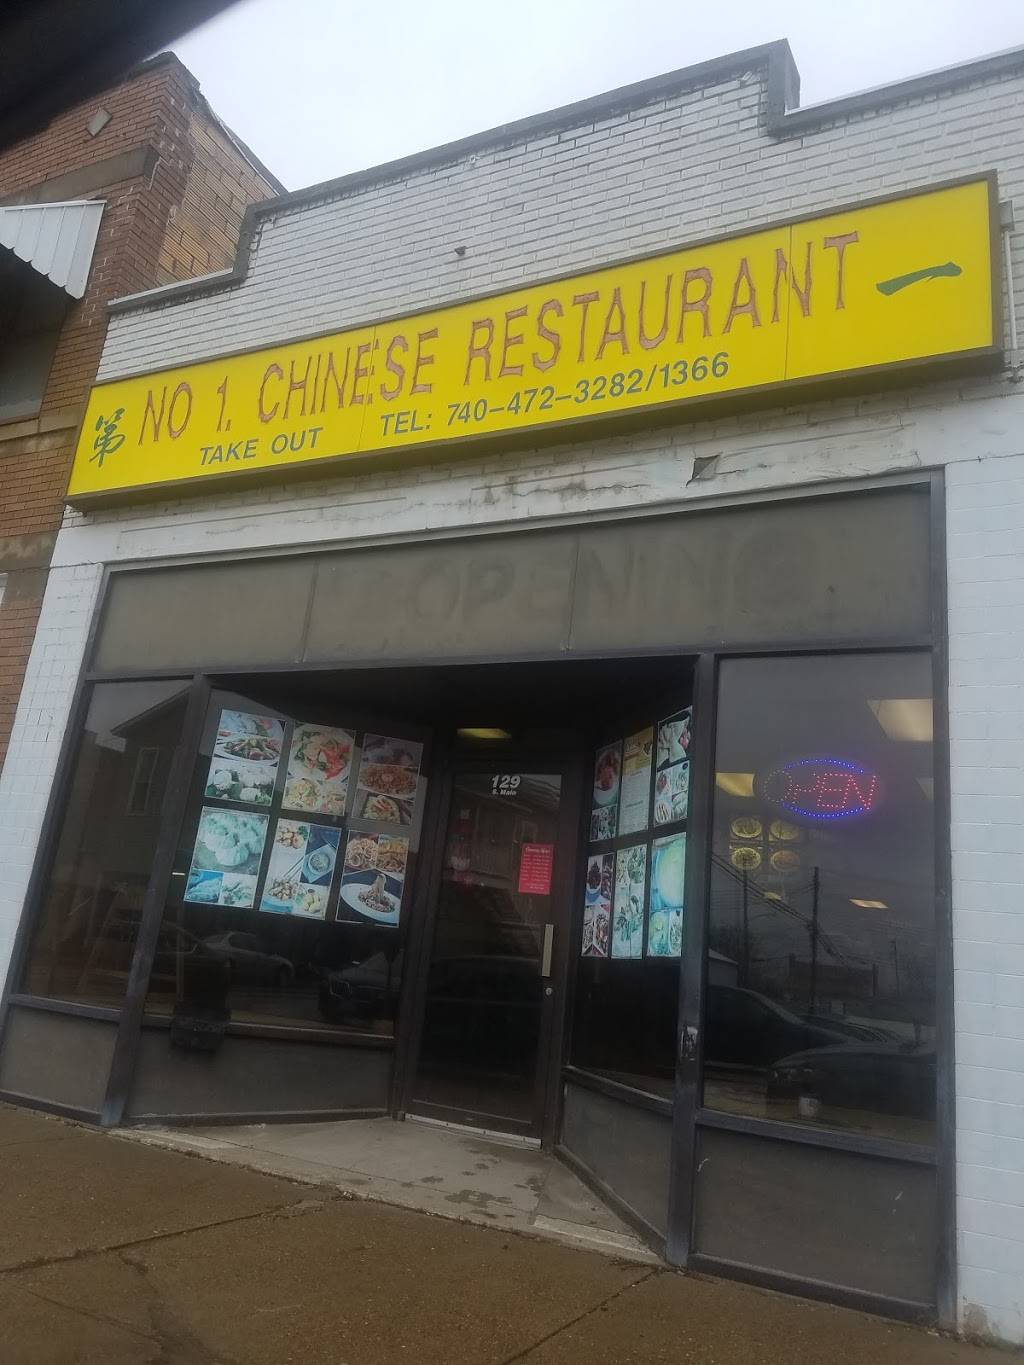 第 NO 1. CHINESE RESTAURANT 一
TAKE OUT TEL: 740-472-3282/1366
OPENING
129
S. Main
OPEN